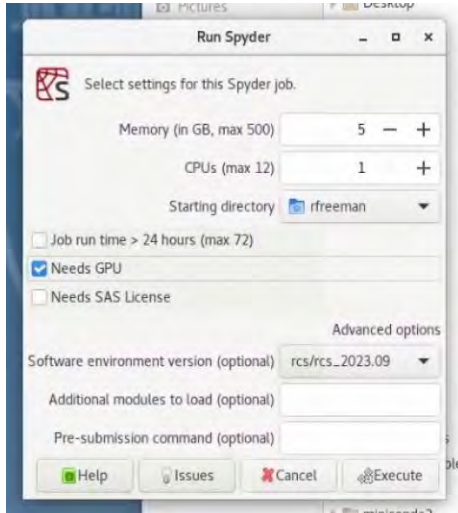 Pictures
Desktop
Run Spyder
S
Select settings for this Spyder job.
Memory (in GB, max 500) 5
CPUs (max 12) 1
Starting directory rfreeman
Job run time > 24 hours (max 72)
Needs GPU
Needs SAS License
Advanced options
Software environment version (optional) rcs/rcs_2023.09
Additional modules to load (optional)
Pre-submission command (optional)
Help Issues Cancel Execute